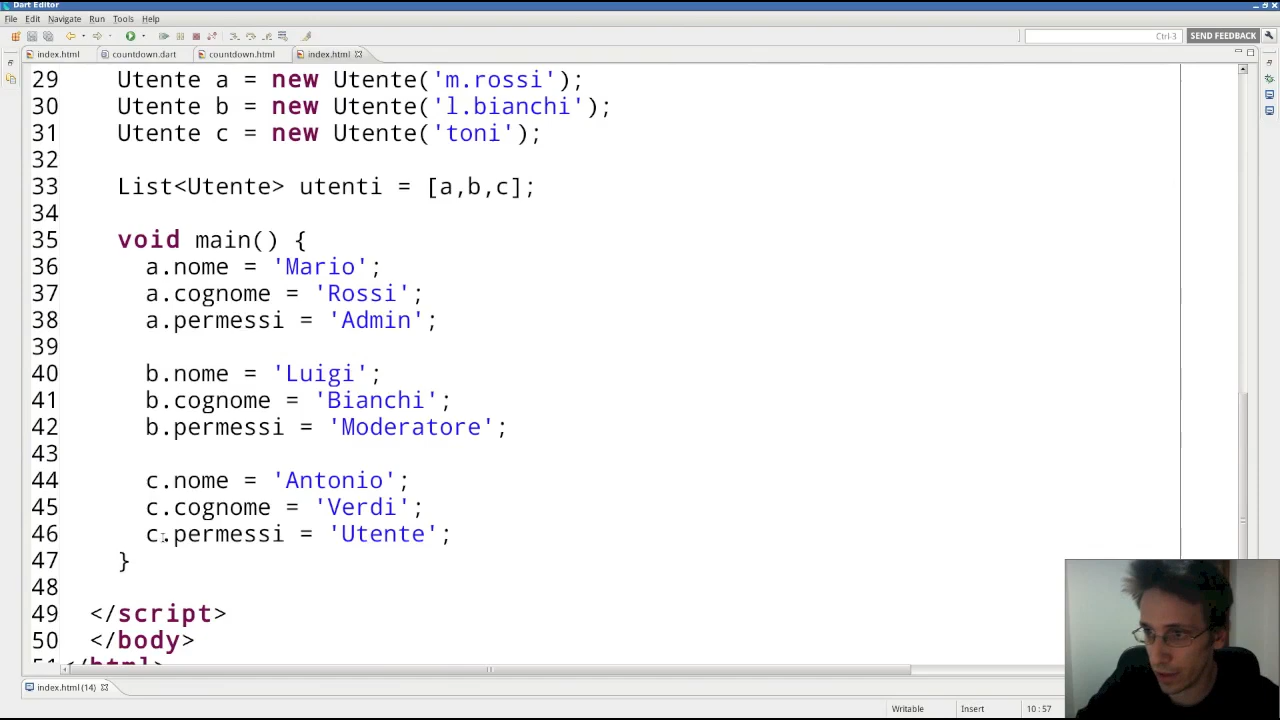 Dart Editor
File Edit Navigate Run Tools Help
Ctrl-3 SEND FEEDBACK
index.html countdown.dart countdown.html index.html
29 Utente a = new Utente('m.rossi');
30 Utente b = new Utente('l.bianchi');
31 Utente c = new Utente('toni');
32
33 List<Utente> utenti = [a,b,c];
34
35 void main() {
36 a.nome = 'Mario';
37 a.cognome = 'Rossi';
38 a.permessi = 'Admin';
39
40 b.nome = 'Luigi';
41 b.cognome = 'Bianchi';
42 b.permessi = 'Moderatore';
43
44 c.nome = 'Antonio';
45 c.cognome = 'Verdi';
46 c.permessi = 'Utente';
47 }
48
49 </script>
50 </body>
51 </html>
index.html (14)
Writable Insert 10 : 57